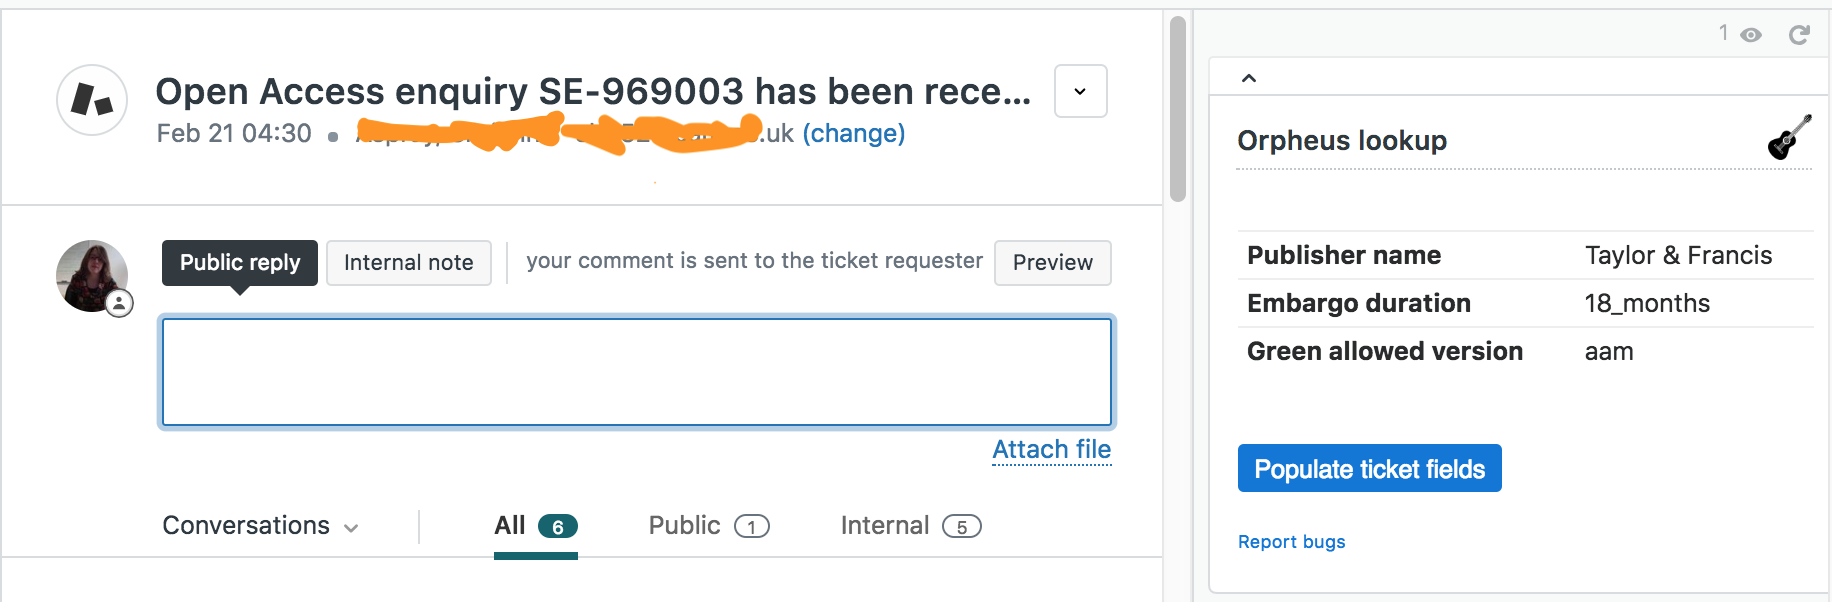 Open Access enquiry SE-969003 has been rece...
Feb 21 04:30 .uk (change)
Public reply Internal note your comment is sent to the ticket requester Preview
Attach file
Conversations All 6 Public 1 Internal 5
1
Orpheus lookup
Publisher name Taylor & Francis
Embargo duration 18_months
Green allowed version aam
Populate ticket fields
Report bugs